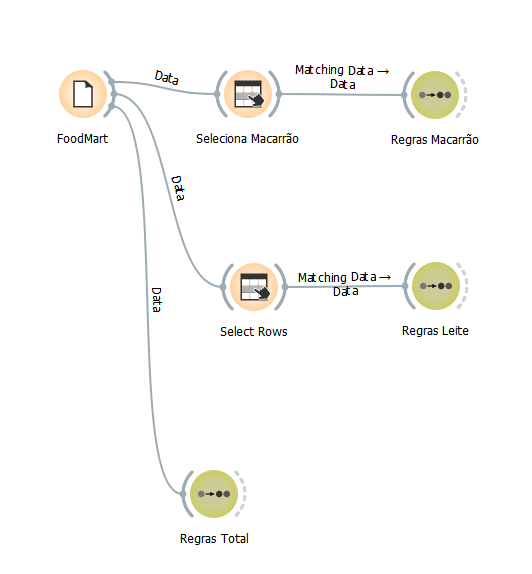 Data
Matching Data →
Data
FoodMart
Seleciona Macarrão
Regras Macarrão
Data
Matching Data →
Data
Data
Select Rows
Regras Leite
Regras Total